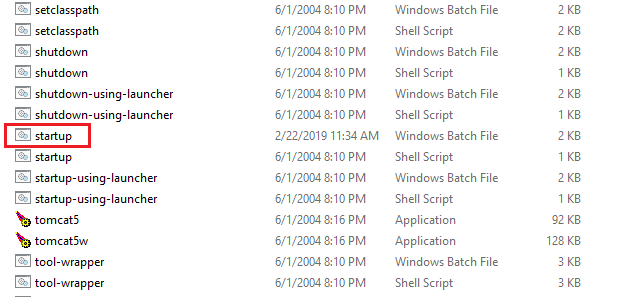 setclasspath 6/1/2004 8:10 PM Windows Batch File 2 KB
setclasspath 6/1/2004 8:10 PM Shell Script 2 KB
shutdown 6/1/2004 8:10 PM Windows Batch File 2 KB
shutdown 6/1/2004 8:10 PM Shell Script 1 KB
shutdown-using-launcher 6/1/2004 8:10 PM Windows Batch File 2 KB
shutdown-using-launcher 6/1/2004 8:10 PM Shell Script 1 KB
startup 2/22/2019 11:34 AM Windows Batch File 2 KB
startup 6/1/2004 8:10 PM Shell Script 1 KB
startup-using-launcher 6/1/2004 8:10 PM Windows Batch File 2 KB
startup-using-launcher 6/1/2004 8:10 PM Shell Script 1 KB
tomcat5 6/1/2004 8:16 PM Application 92 KB
tomcat5w 6/1/2004 8:16 PM Application 128 KB
tool-wrapper 6/1/2004 8:10 PM Windows Batch File 3 KB
tool-wrapper 6/1/2004 8:10 PM Shell Script 3 KB